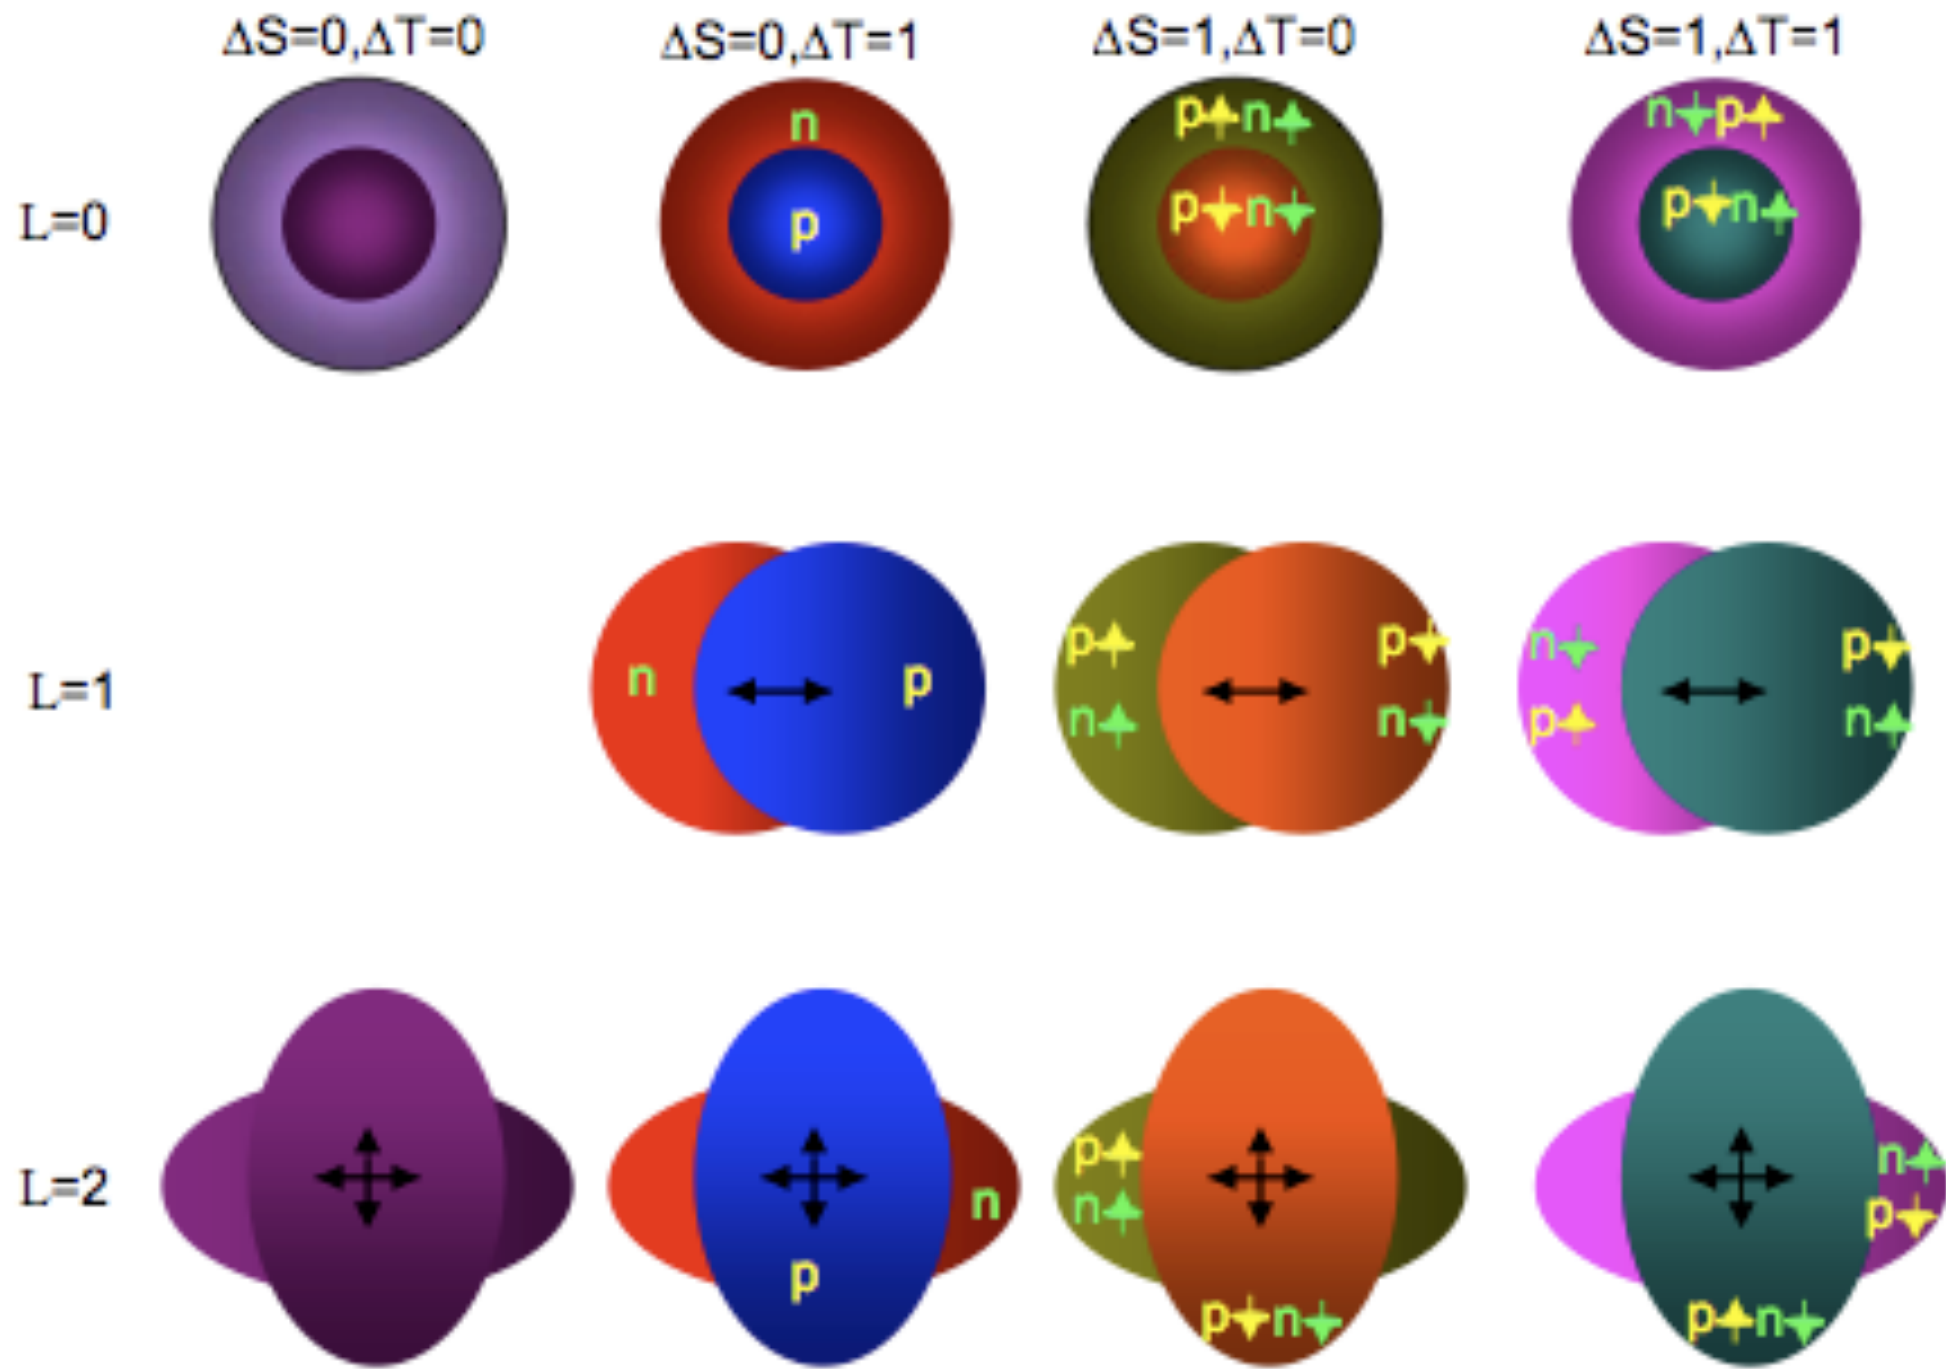 ΔS=0,ΔT=0 ΔS=0,ΔT=1 ΔS=1,ΔT=0 ΔS=1,ΔT=1
n p n n p
L=0 p p n p n
p p n p
L=1 n p
n n p n
p n n
L=2 n p
p
p n p n